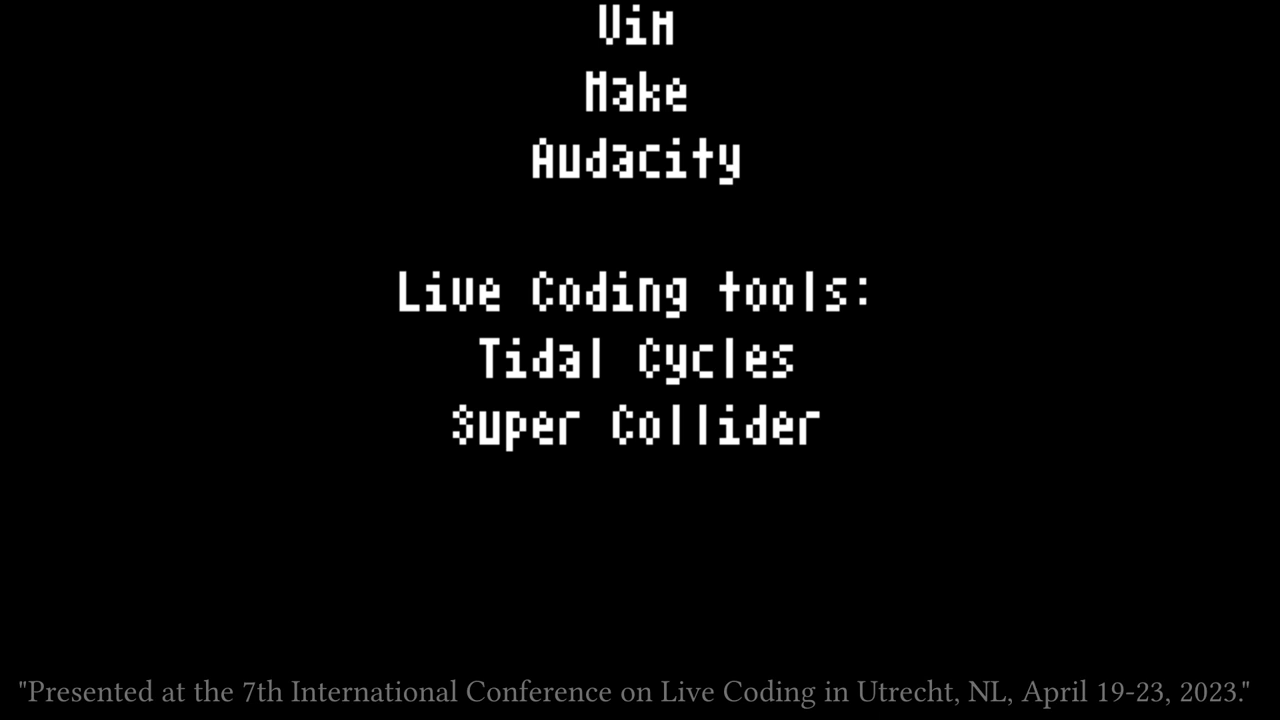 Vim
Make
Audacity
Live Coding tools:
Tidal Cycles
Super Collider
"Presented at the 7th International Conference on Live Coding in Utrecht, NL, April 19-23, 2023."